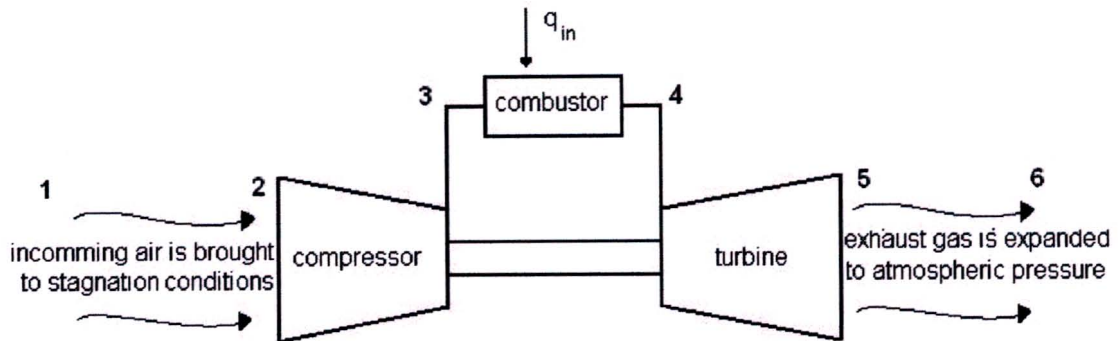 q in
3
combustor
4
1
2
5
6
incomming air is brought
to stagnation conditions
compressor
turbine
exhaust gas is expanded
to atmospheric pressure